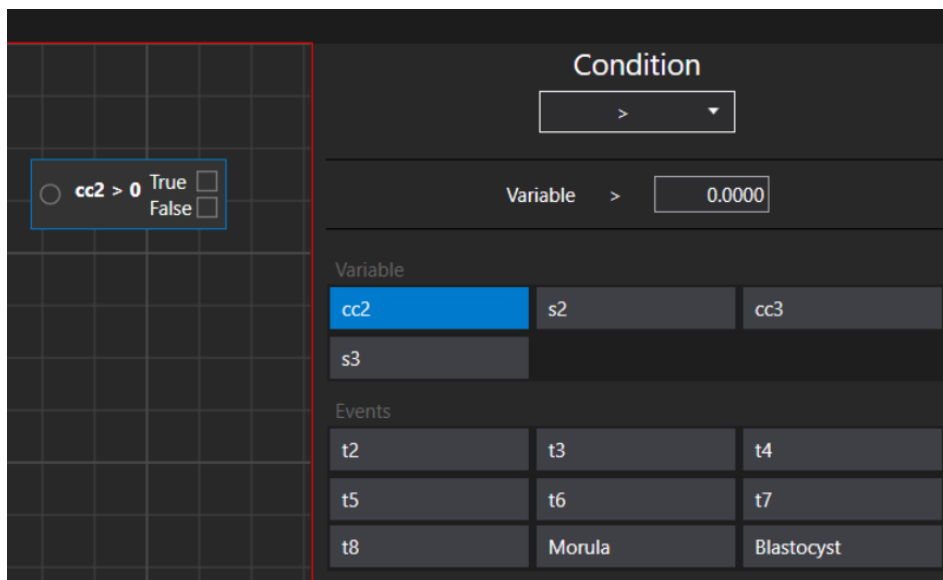 cc2 > 0 True
False
Condition
>
Variable > 0.0000
Variable
cc2 s2 cc3
s3
Events
t2 t3 t4
t5 t6 t7
t8 Morula Blastocyst